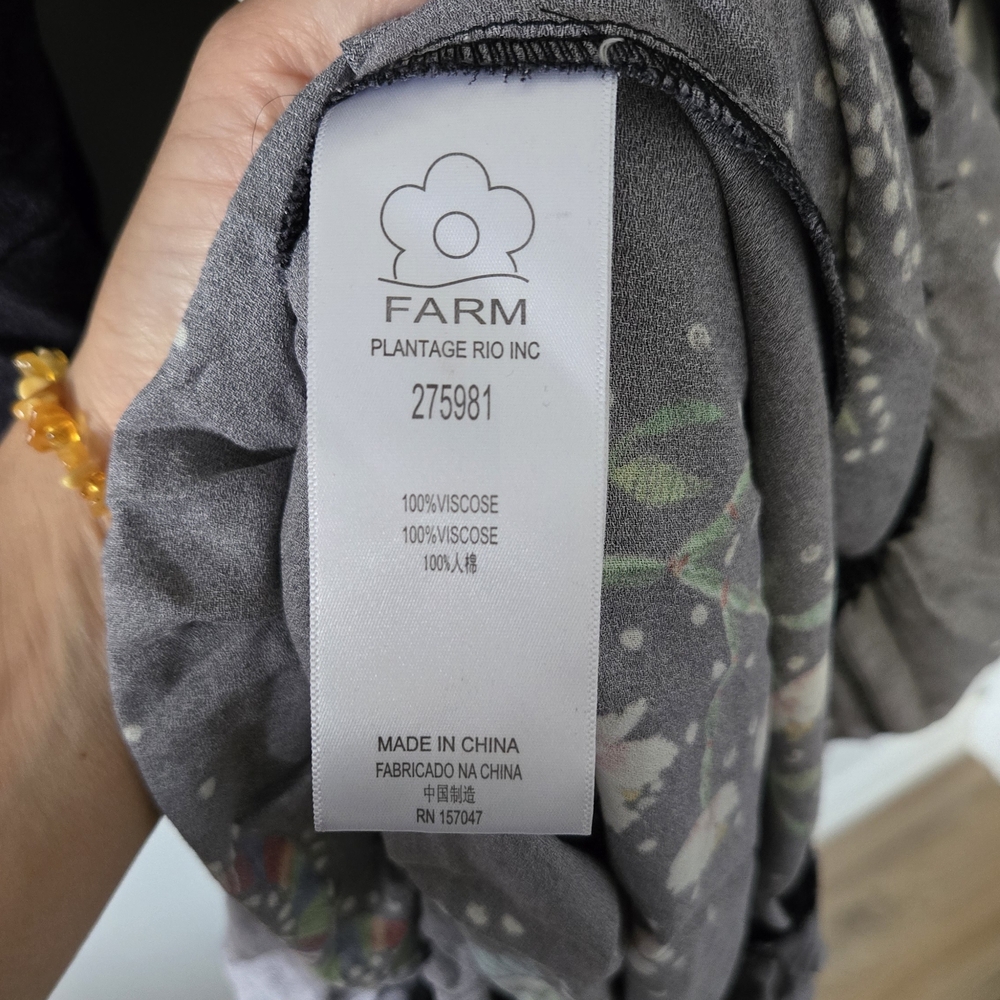 FARM
PLANTAGE RIO INC
275981
100%VISCOSE
100%VISCOSE
100%人棉
MADE IN CHINA
FABRICADO NA CHINA
中国制造
RN 157047